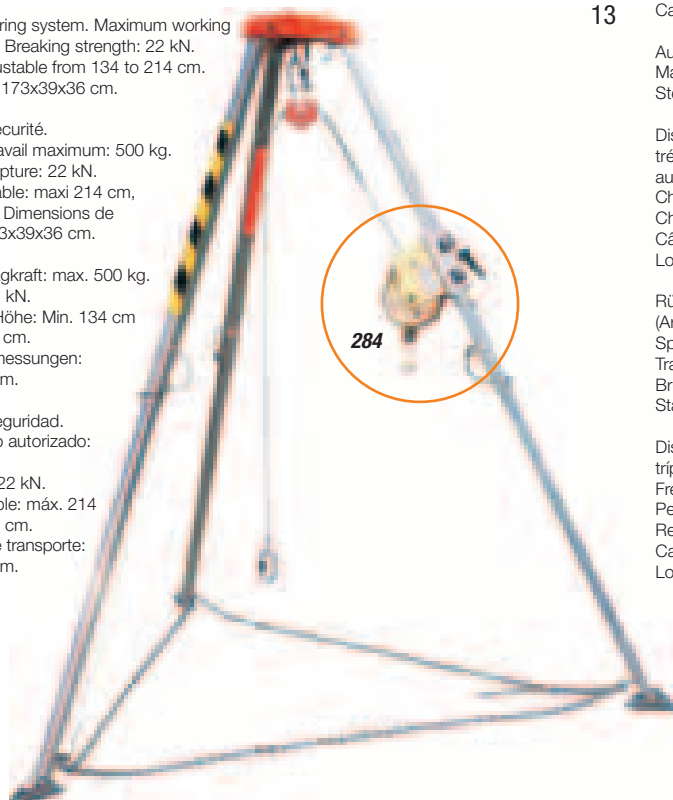 ring system. Maximum working
Breaking strength: 22 kN.
ustable from 134 to 214 cm.
173x39x36 cm.
écurité.
avail maximum: 500 kg.
pture: 22 kN.
able: maxi 214 cm,
Dimensions de
3x39x36 cm.
gkraft: max. 500 kg.
kN.
Höhe: Min. 134 cm
cm.
messungen:
m.
eguridad.
o autorizado:
22 kN.
ble: máx. 214
cm.
e transporte:
m.
284
13
Ca
Au
Ma
Ste
Dis
tré
au
Ch
Ch
Câ
Lo
Rü
(Ar
Sp
Tra
Br
Sta
Dis
tríp
Fre
Pe
Re
Ca
Lo